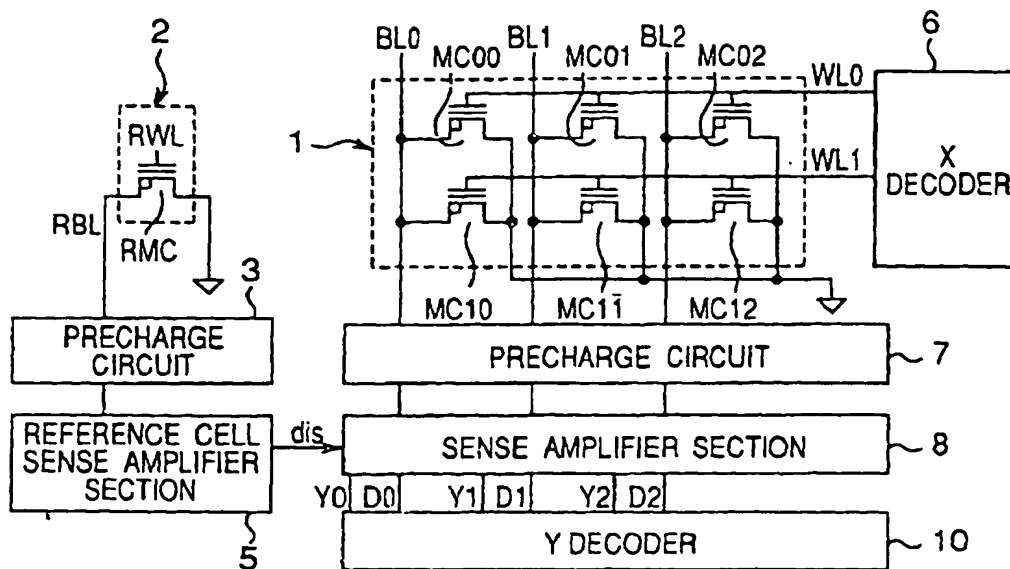 2
RWL
RBL
RMC
3
PRECHARGE
CIRCUIT
REFERENCE CELL
SENSE AMPLIFIER
SECTION
5
dis
BL0 BL1 BL2
MC00 MC01 MC02
1
WL0
WL1
6
X
DECODER
MC10 MC11 MC12
PRECHARGE CIRCUIT
7
SENSE AMPLIFIER SECTION
8
Y0 D0 Y1 D1 Y2 D2
Y DECODER
10